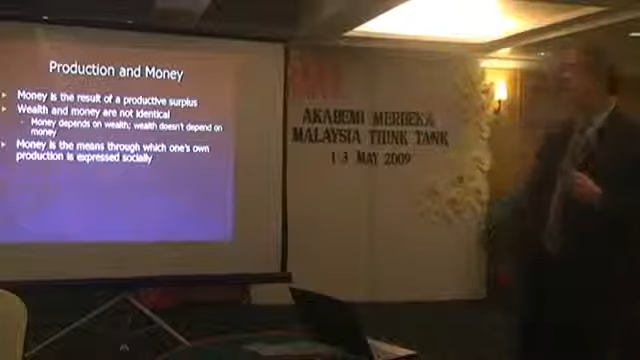 Production and Money
Money is the result of a productive surplus
Wealth and money are not identical
Money depends on wealth; wealth doesn't depend on
money
Money is the means through which one's own
production is expressed socially
AKADEMI MERDEKA
MALAYSIA THINK TANK
13 MAY 2009